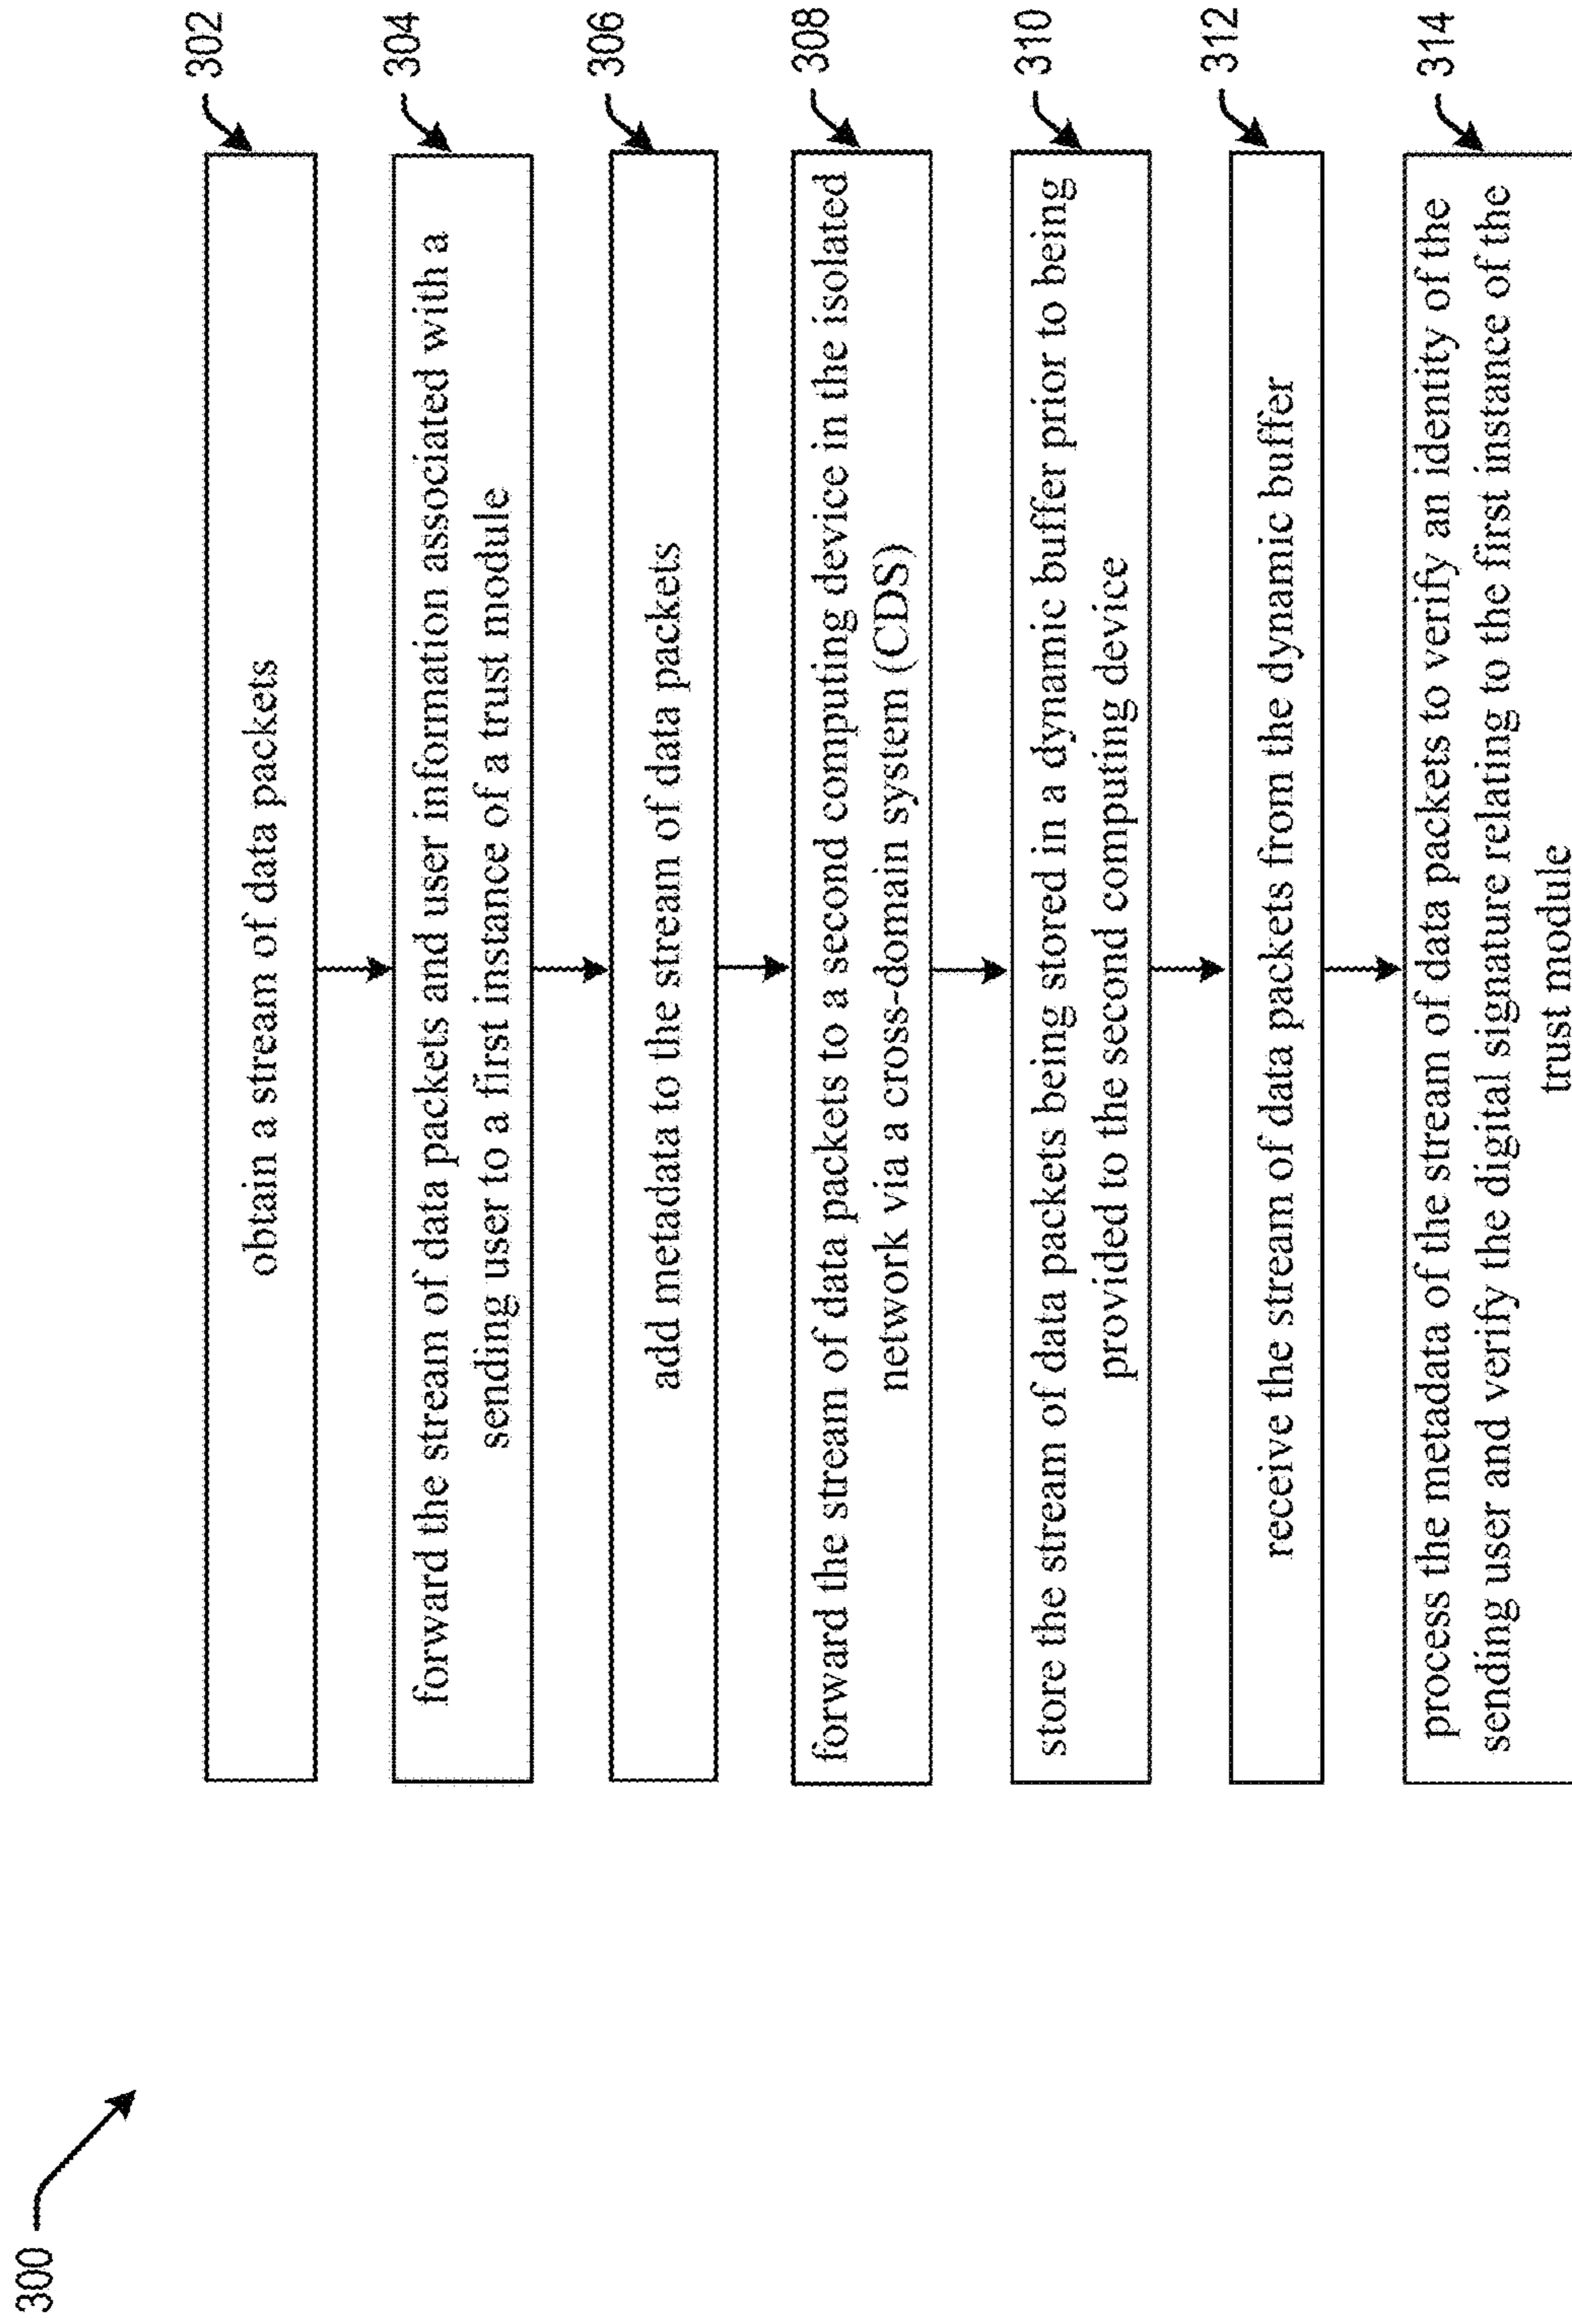 300
302
obtain a stream of data packets
304
forward the stream of data packets and user information associated with a
sending user to a first instance of a trust module
306
add metadata to the stream of data packets
308
forward the stream of data packets to a second computing device in the isolated
network via a cross-domain system (CDS)
310
store the stream of data packets being stored in a dynamic buffer prior to being
provided to the second computing device
312
receive the stream of data packets from the dynamic buffer
314
process the metadata of the stream of data packets to verify an identity of the
sending user and verify the digital signature relating to the first instance of the
trust module